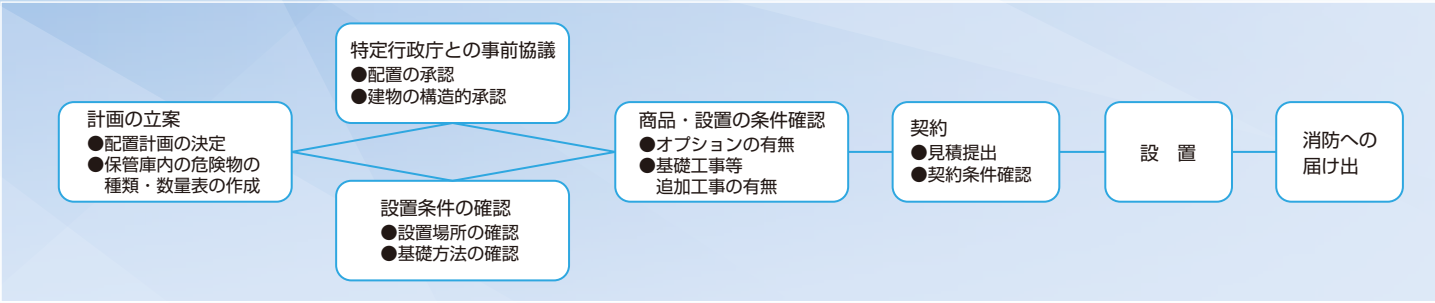 計画の立案
●配置計画の決定
●保管庫内の危険物の
種類・数量表の作成
特定行政庁との事前協議
●配置の承認
●建物の構造的承認
設置条件の確認
●設置場所の確認
●基礎方法の確認
商品・設置の条件確認
●オプションの有無
●基礎工事等
追加工事の有無
契約
●見積提出
●契約条件確認
設　置
消防への
届け出